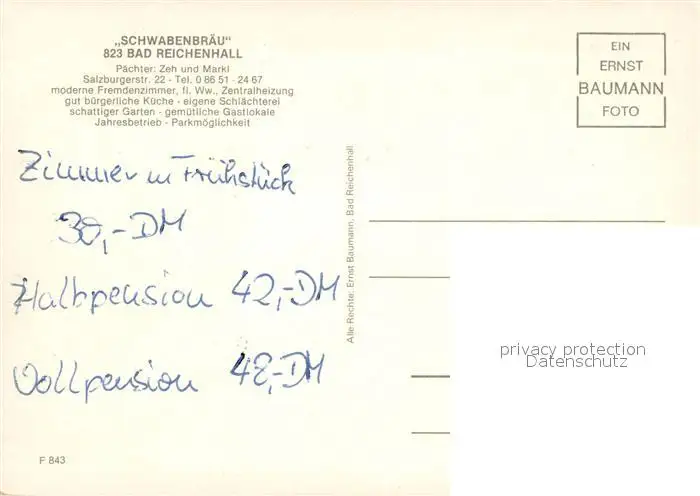 „SCHWABENBRÄU"
823 BAD REICHENHALL
Pächter: Zeh und Markl
Salzburgerstr. 22 - Tel. 0 86 51 - 24 67
moderne Fremdenzimmer, fl. Ww., Zentralheizung
gut bürgerliche Küche - eigene Schlächterei
schattiger Garten - gemütliche Gastlokale
Jahresbetrieb - Parkmöglichkeit
EIN
ERNST
BAUMANN
FOTO
Zimmer m Frühstück
30,-DM
Halbpension 42,-DM
Vollpension 48,-DM
Alle Rechte: Ernst Baumann, Bad Reichenhall
privacy protection
Datenschutz
F 843